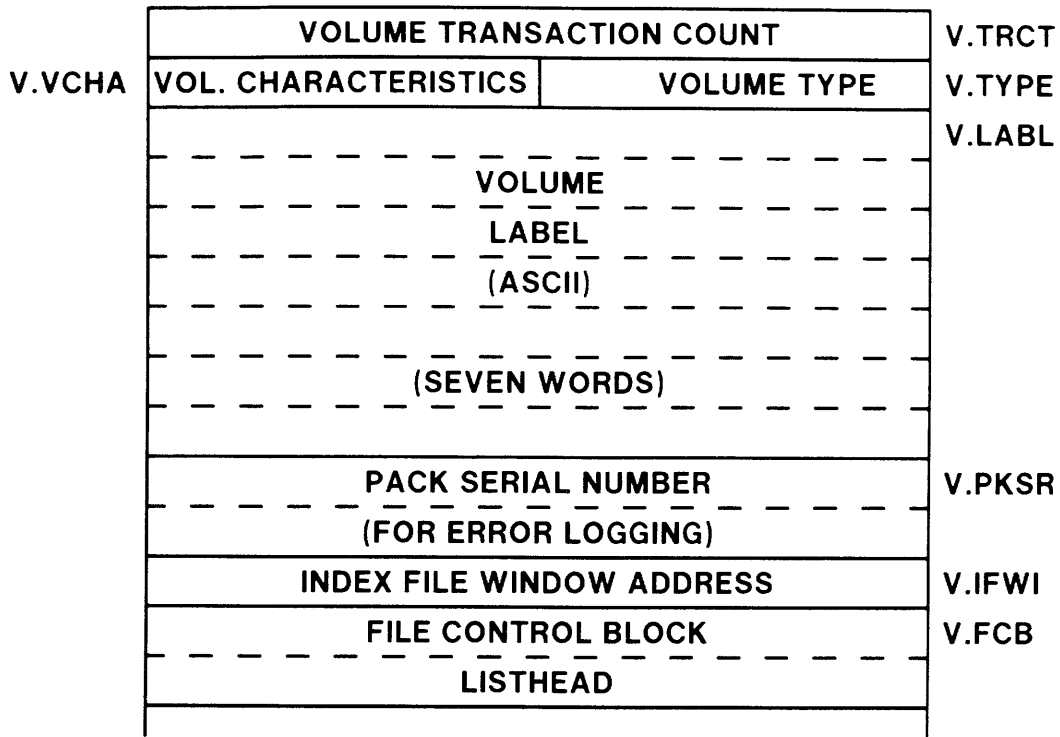 VOLUME TRANSACTION COUNT V.TRCT
V.VCHA VOL. CHARACTERISTICS VOLUME TYPE V.TYPE
V.LABL
VOLUME
LABEL
(ASCII)
(SEVEN WORDS)
PACK SERIAL NUMBER V.PKSR
(FOR ERROR LOGGING)
INDEX FILE WINDOW ADDRESS V.IFWI
FILE CONTROL BLOCK V.FCB
LISTHEAD